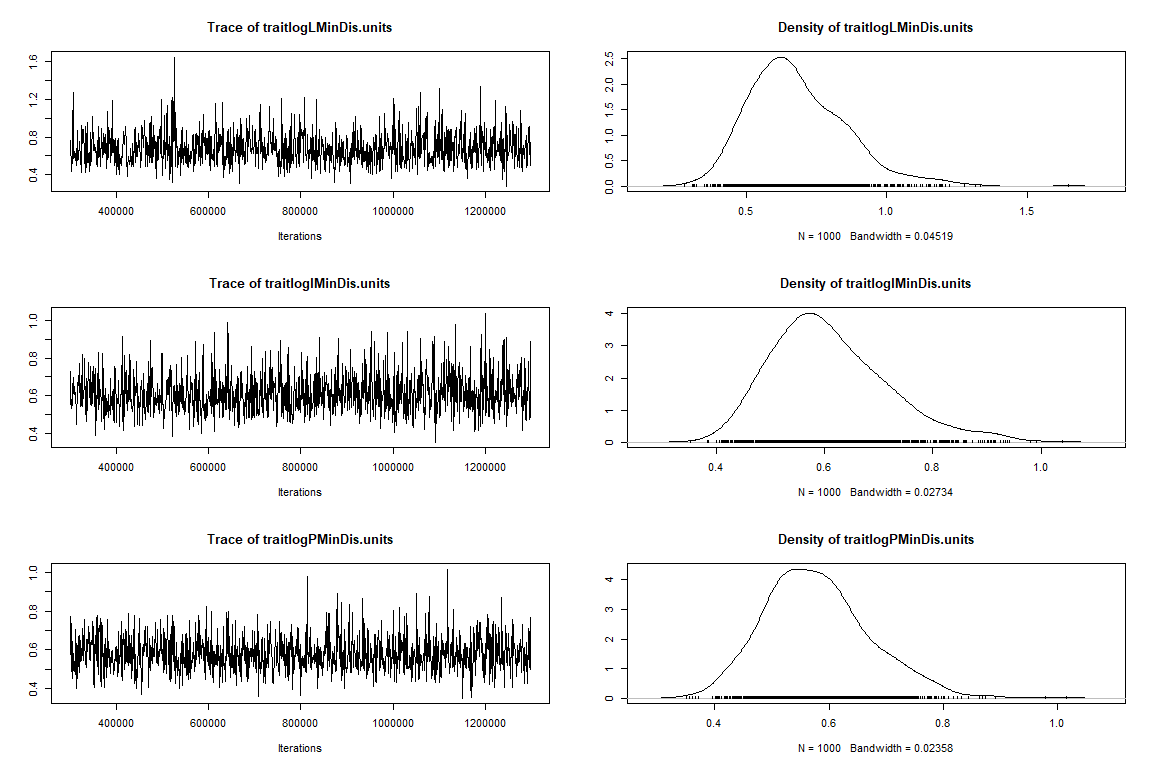 Trace of traitlogLMinDis.units
0.4 0.8 1.2 1.6
400000 600000 800000 1000000 1200000
Iterations
Density of traitlogLMinDis.units
0.0 0.5 1.0 1.5 2.0 2.5
0.5 1.0 1.5
N = 1000 Bandwidth = 0.04519
Trace of traitlogIMinDis.units
0.4 0.6 0.8 1.0
400000 600000 800000 1000000 1200000
Iterations
Density of traitlogIMinDis.units
0 1 2 3 4
0.4 0.6 0.8 1.0
N = 1000 Bandwidth = 0.02734
Trace of traitlogPMinDis.units
0.4 0.6 0.8 1.0
400000 600000 800000 1000000 1200000
Iterations
Density of traitlogPMinDis.units
0 1 2 3 4
0.4 0.6 0.8 1.0
N = 1000 Bandwidth = 0.02358